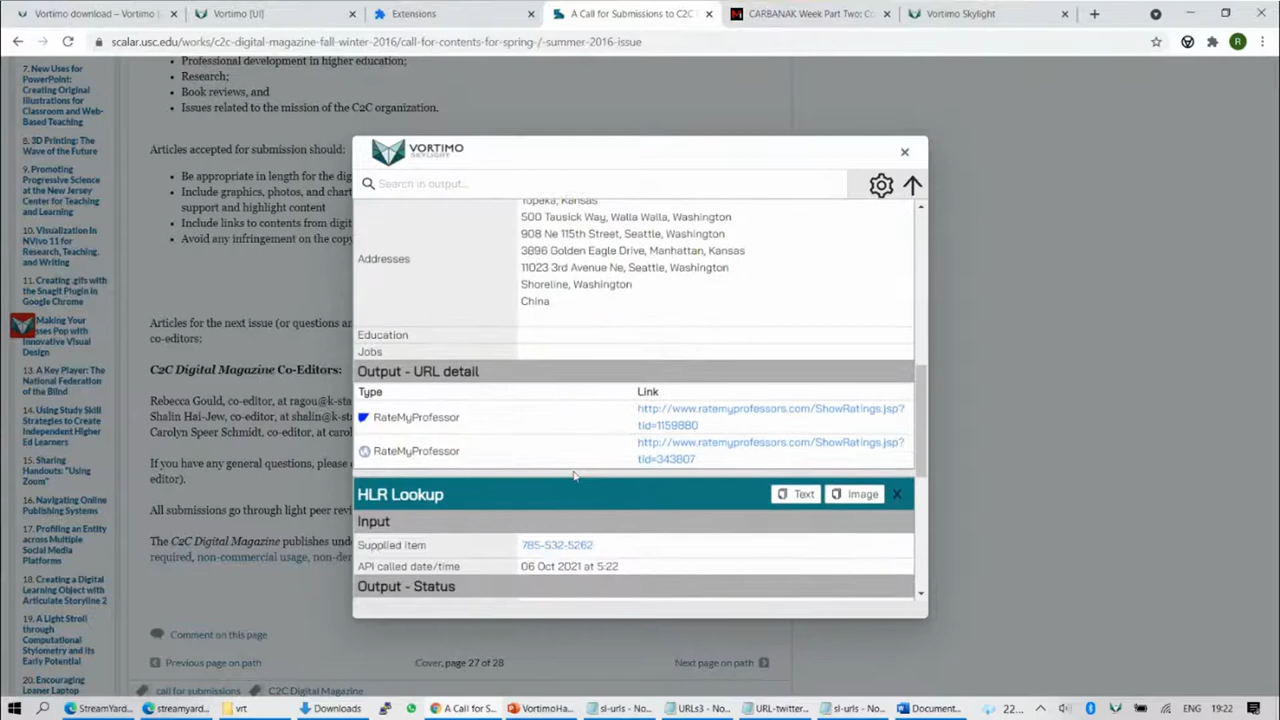 Vortimo download – Vortimo |
Vortimo [UI]
Extensions
A Call for Submissions to C2C
CARBANAK Week Part Two: C
Vortimo Skylight
scalar.usc.edu/works/c2c-digital-magazine-fall-winter-2016/call-for-contents-for-spring-/-summer-2016-issue
R
7. New Uses for
PowerPoint:
Creating Original
Illustrations for
Classroom and Web-
Based Teaching
8. 3D Printing: The
Wave of the Future
9. Promoting
Progressive Science
at the New Jersey
Center for Teaching
and Learning
10. Visualization in
NVivo 11 for
Research, Teaching,
and Writing
11. Creating .gifs with
the SnagIt Plugin in
Google Chrome
Making Your
sses Pop with
Innovative Visual
Design
13. A Key Player: The
National Federation
of the Blind
14. Using Study Skill
Strategies to Create
Independent Higher
Ed Learners
15. Sharing
Handouts: "Using
Zoom"
16. Navigating Online
Publishing Systems
17. Profiling an Entity
across Multiple
Social Media
Platforms
18. Creating a Digital
Learning Object with
Articulate Storyline 2
19. A Light Stroll
through
Computational
Stylometry and its
Early Potential
20. Encouraging
Loaner Laptop
Professional development in higher education;
Research;
Book reviews, and
Issues related to the mission of the C2C organization.
Articles accepted for submission should:
Be appropriate in length for the di
Include graphics, photos, and chart
support and highlight content
Include links to contents from digit
Avoid any infringement on the copy
Articles for the next issue (or questions a
co-editors:
C2C Digital Magazine Co-Editors:
Rebecca Gould, co-editor, at ragou@k-st
Shalin Hai-Jew, co-editor, at shalin@k-sta
Carolyn Speer Schmidt, co-editor, at carol
If you have any general questions, please
editor).
All submissions go through light peer revi
The C2C Digital Magazine publishes unde
required, non-commercial usage, non-der
Comment on this page
Previous page on path
Cover, page 27 of 28
Next page on path
call for submissions
C2C Digital Magazine
VORTIMO
SKYLIGHT
Search in output...
Topeka, Kansas
500 Tausick Way, Walla Walla, Washington
908 Ne 115th Street, Seattle, Washington
Addresses
3896 Golden Eagle Drive, Manhattan, Kansas
11023 3rd Avenue Ne, Seattle, Washington
Shoreline, Washington
China
Education
Jobs
Output - URL detail
Type Link
RateMyProfessor http://www.ratemyprofessors.com/ShowRatings.jsp?
tid=1159880
RateMyProfessor http://www.ratemyprofessors.com/ShowRatings.jsp?
tid=343807
HLR Lookup Text Image X
Input
Supplied item 785-532-5262
API called date/time 06 Oct 2021 at 5:22
Output - Status
StreamYard...
streamyard...
vrt
Downloads
A Call for S...
VortimoHa...
sl-urls - No...
URLs3 - No...
URL-twitter...
sl-urls - No...
Document...
22...
ENG
19:22